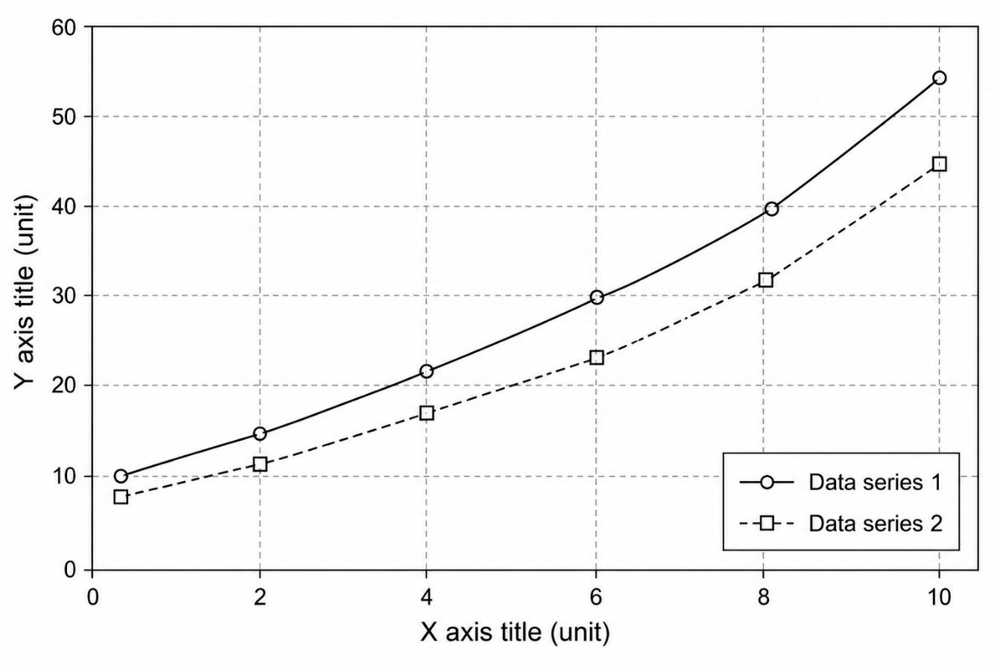 60
50
40
30
20
10
0
Y axis title (unit)
Data series 1
Data series 2
0 2 4 6 8 10
X axis title (unit)